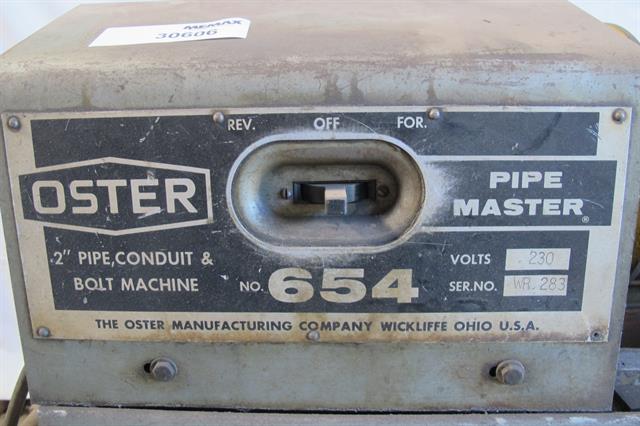 MEMAX
30606
REV. OFF FOR.
OSTER
PIPE
MASTER®
2" PIPE, CONDUIT &
BOLT MACHINE
NO. 654
VOLTS 230
SER.NO. WR. 283
THE OSTER MANUFACTURING COMPANY WICKLIFFE OHIO U.S.A.